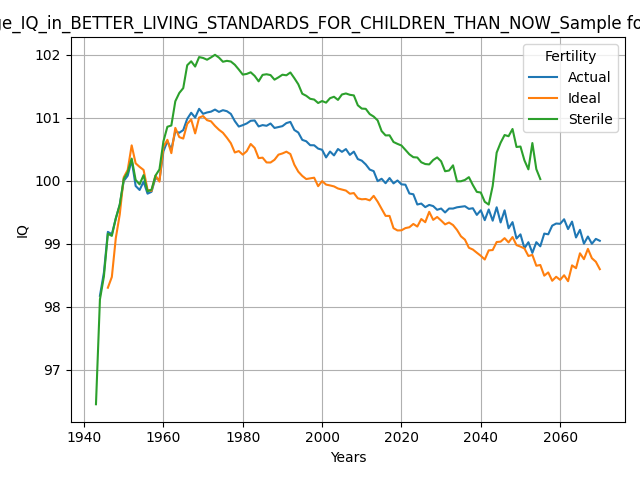 ge_IQ_in_BETTER_LIVING_STANDARDS_FOR_CHILDREN_THAN_NOW_Sample fo
Fertility
Actual
Ideal
Sterile
IQ
102
101
100
99
98
97
1940
1960
1980
2000
2020
2040
2060
Years